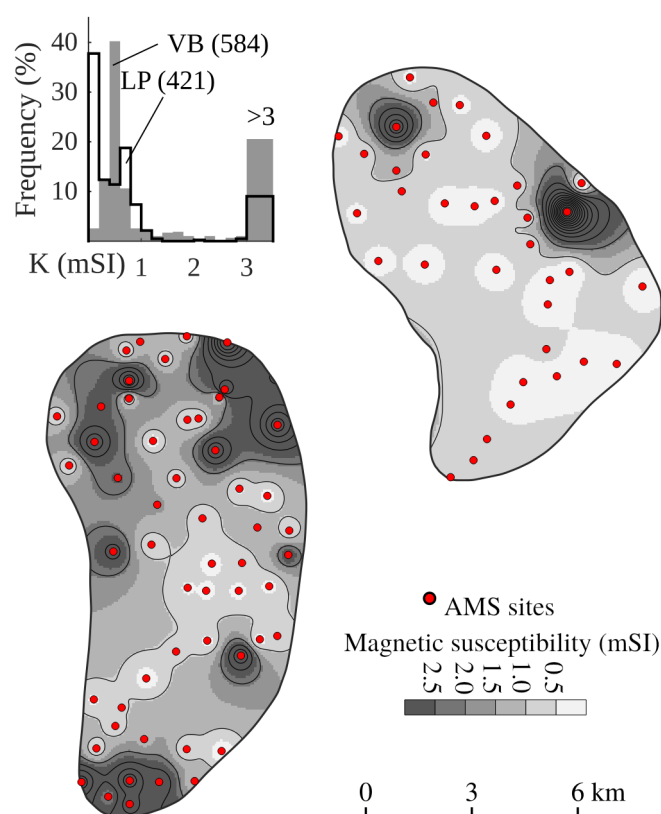 Frequency (%)
40
30
20
10
VB (584)
LP (421)
>3
K (mSI) 1 2 3
AMS sites
Magnetic susceptibility (mSI)
2.5 2.0 1.5 1.0 0.5
0 3 6 km